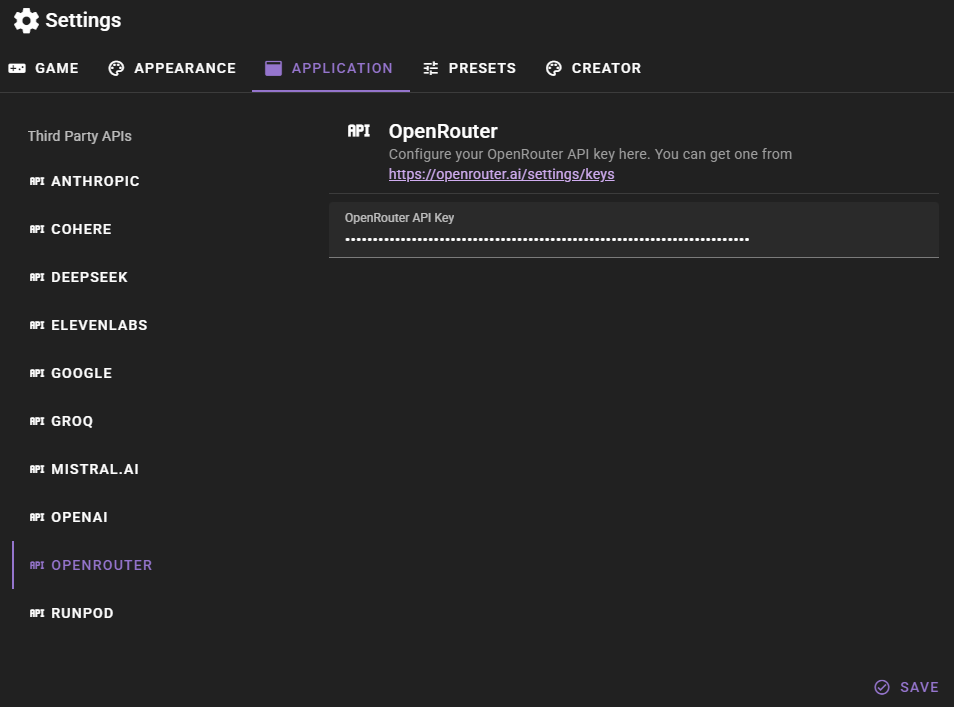 Settings
GAME APPEARANCE APPLICATION PRESETS CREATOR
Third Party APIs
API ANTHROPIC
API COHERE
API DEEPSEEK
API ELEVENLABS
API GOOGLE
API GROQ
API MISTRAL.AI
API OPENAI
API OPENROUTER
API RUNPOD
API OpenRouter
Configure your OpenRouter API key here. You can get one from
https://openrouter.ai/settings/keys
OpenRouter API Key
SAVE